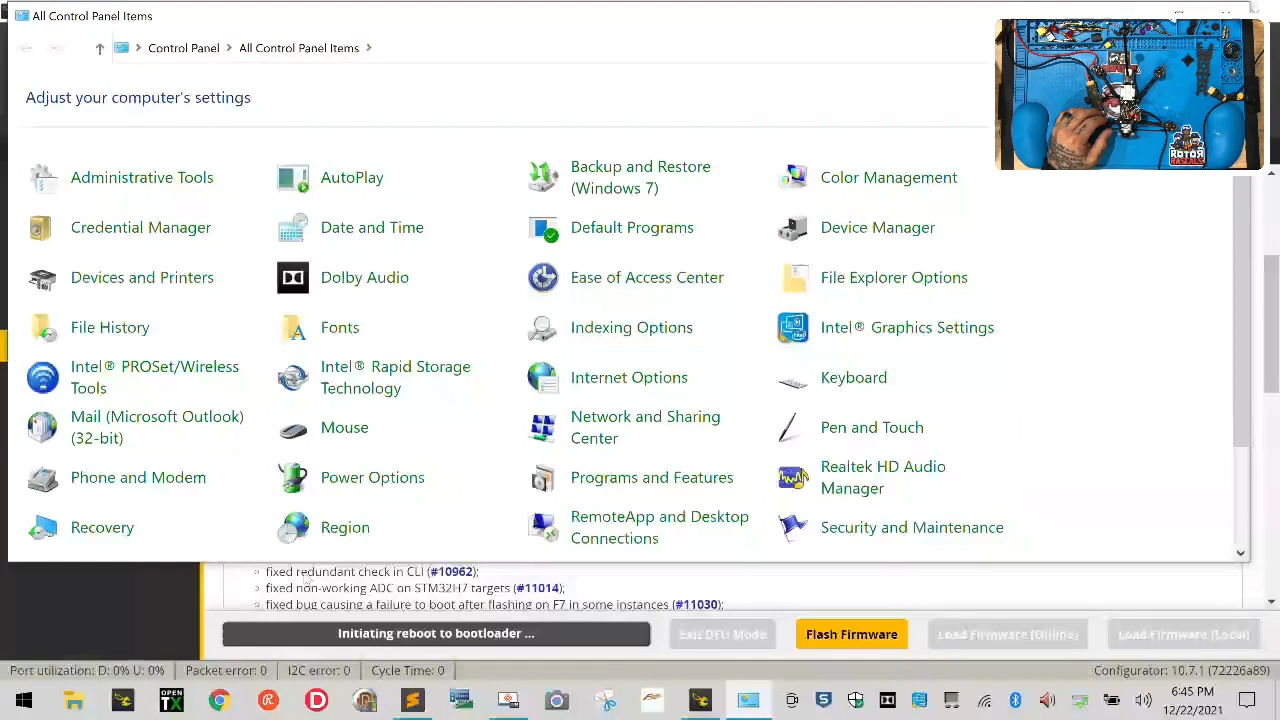 All Control Panel Items
Control Panel
All Control Panel Items
Adjust your computer's settings
Administrative Tools
AutoPlay
Backup and Restore
(Windows 7)
Color Management
Credential Manager
Date and Time
Default Programs
Device Manager
Devices and Printers
Dolby Audio
Ease of Access Center
File Explorer Options
File History
Fonts
Indexing Options
Intel® Graphics Settings
Intel® PROSet/Wireless
Tools
Intel® Rapid Storage
Technology
Internet Options
Keyboard
Mail (Microsoft Outlook)
(32-bit)
Mouse
Network and Sharing
Center
Pen and Touch
Phone and Modem
Power Options
Programs and Features
Realtek HD Audio
Manager
Recovery
Region
RemoteApp and Desktop
Connections
Security and Maintenance
ROTOR
RASCALS
fixed redundant check in CLI (#10962);
fixed non-working ADC on STM32H7 targets (#11014);
fixed bug causing a failure to boot after flashing on F7 in some instances (#11030);
Initiating reboot to bootloader ...
Exit DFU Mode
Flash Firmware
Load Firmware [Online]
Load Firmware [Local]
Port utilization: D: 0% U: 0%
Packet error: 0
I2C error: 0
Cycle Time: 0
Configurator: 10.7.1 (72226a89)
OPEN
TX
6:45 PM
12/22/2021